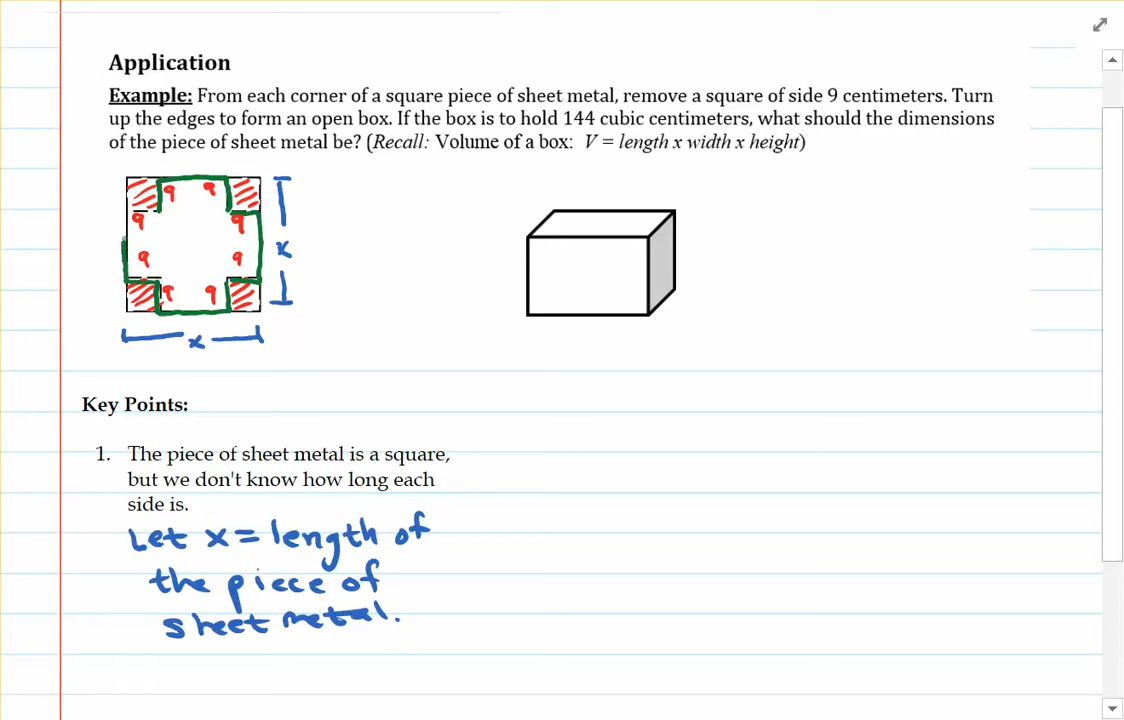 Application
Example: From each corner of a square piece of sheet metal, remove a square of side 9 centimeters. Turn
up the edges to form an open box. If the box is to hold 144 cubic centimeters, what should the dimensions
of the piece of sheet metal be? (Recall: Volume of a box: V = length x width x height)
9 9
9 9
x
9 9
9 9
x
Key Points:
1. The piece of sheet metal is a square,
but we don't know how long each
side is.
Let x = length of
the piece of
sheet metal.